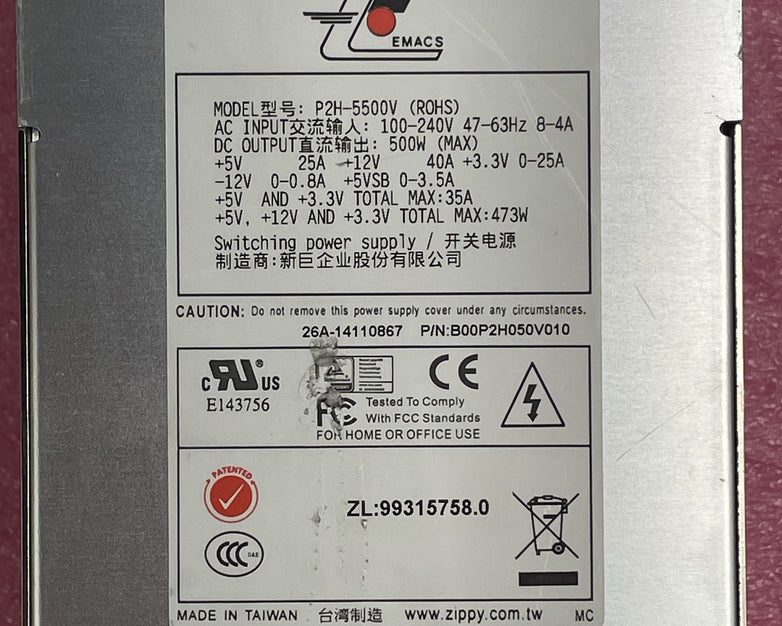 EMACS
MODEL型号: P2H-5500V (ROHS)
AC INPUT交流输入: 100-240V 47-63Hz 8-4A
DC OUTPUT直流输出: 500W (MAX)
+5V 25A +12V 40A +3.3V 0-25A
-12V 0-0.8A +5VSB 0-3.5A
+5V AND +3.3V TOTAL MAX:35A
+5V, +12V AND +3.3V TOTAL MAX:473W
Switching power supply / 开关电源
制造商:新巨企业股份有限公司
CAUTION: Do not remove this power supply cover under any circumstances.
26A-14110867 P/N:B00P2H050V010
c RU ® US
E143756
CE
FC Tested To Comply
With FCC Standards
FOR HOME OR OFFICE USE
PATENTED
ZL:99315758.0
CCC S&E
MADE IN TAIWAN 台湾制造 www.zippy.com.tw MC